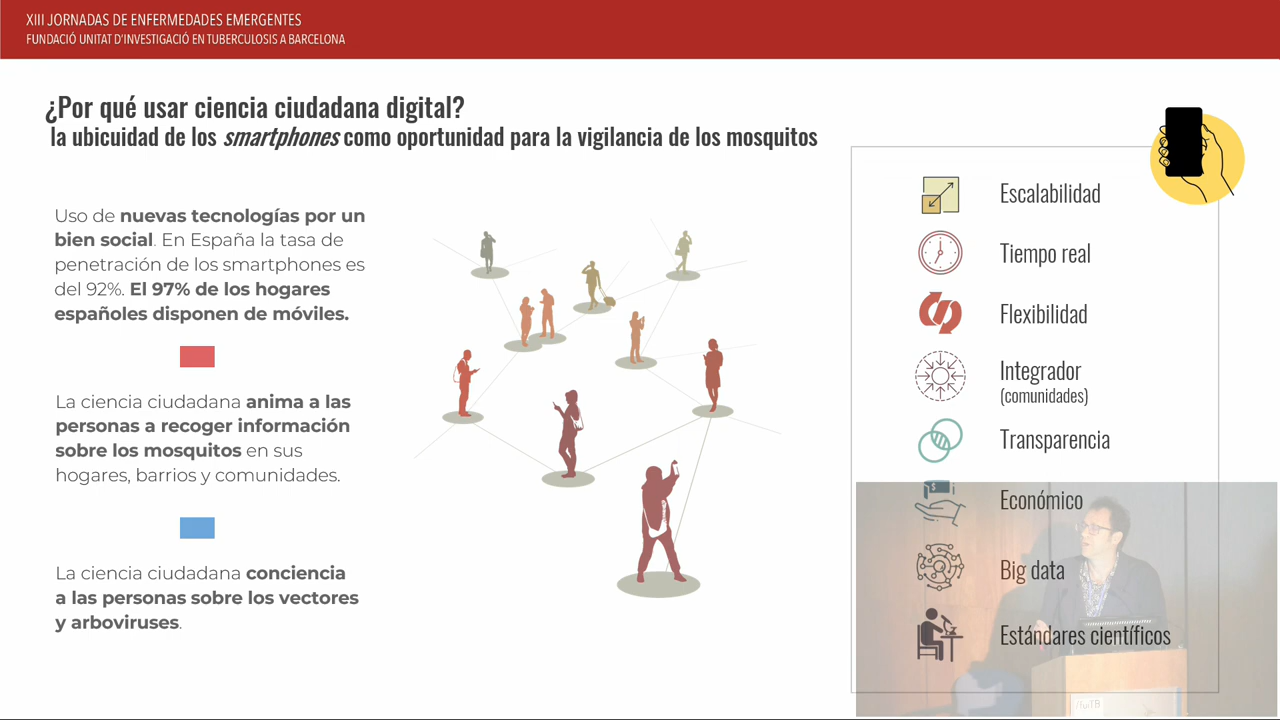 XIII JORNADAS DE ENFERMEDADES EMERGENTES
FUNDACIÓ UNITAT D'INVESTIGACIÓ EN TUBERCULOSIS A BARCELONA
¿Por qué usar ciencia ciudadana digital?
la ubicuidad de los smartphones como oportunidad para la vigilancia de los mosquitos
Uso de nuevas tecnologías por un
bien social. En España la tasa de
penetración de los smartphones es
del 92%. El 97% de los hogares
españoles disponen de móviles.
La ciencia ciudadana anima a las
personas a recoger información
sobre los mosquitos en sus
hogares, barrios y comunidades.
La ciencia ciudadana conciencia
a las personas sobre los vectores
y arboviruses.
Escalabilidad
Tiempo real
Flexibilidad
Integrador
(comunidades)
Transparencia
$
Económico
Big data
Estándares científicos